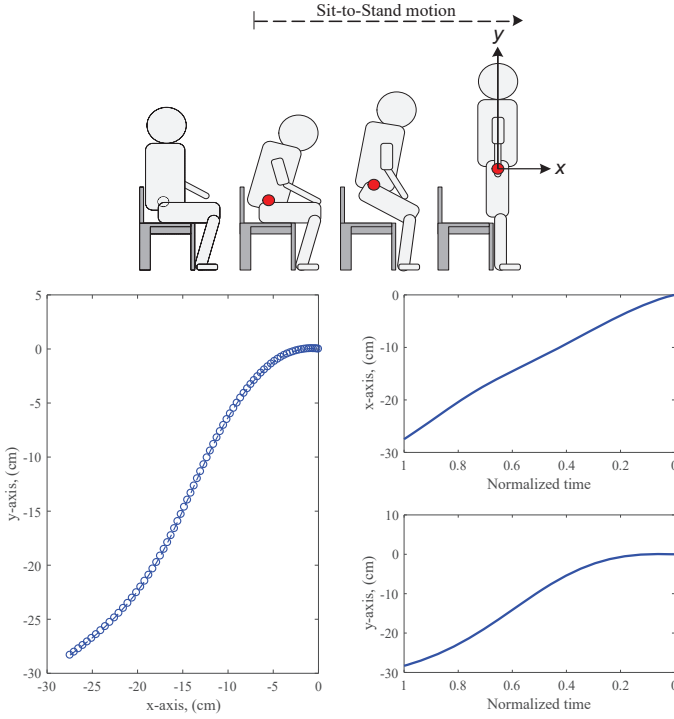 Sit-to-Stand motion
y
x
5
0
-5
-10
-15
-20
-25
-30
y-axis, (cm)
-30 -25 -20 -15 -10 -5 0
x-axis, (cm)
0
-10
-20
-30
x-axis, (cm)
1 0.8 0.6 0.4 0.2 0
Normalized time
10
0
-10
-20
-30
y-axis, (cm)
1 0.8 0.6 0.4 0.2 0
Normalized time